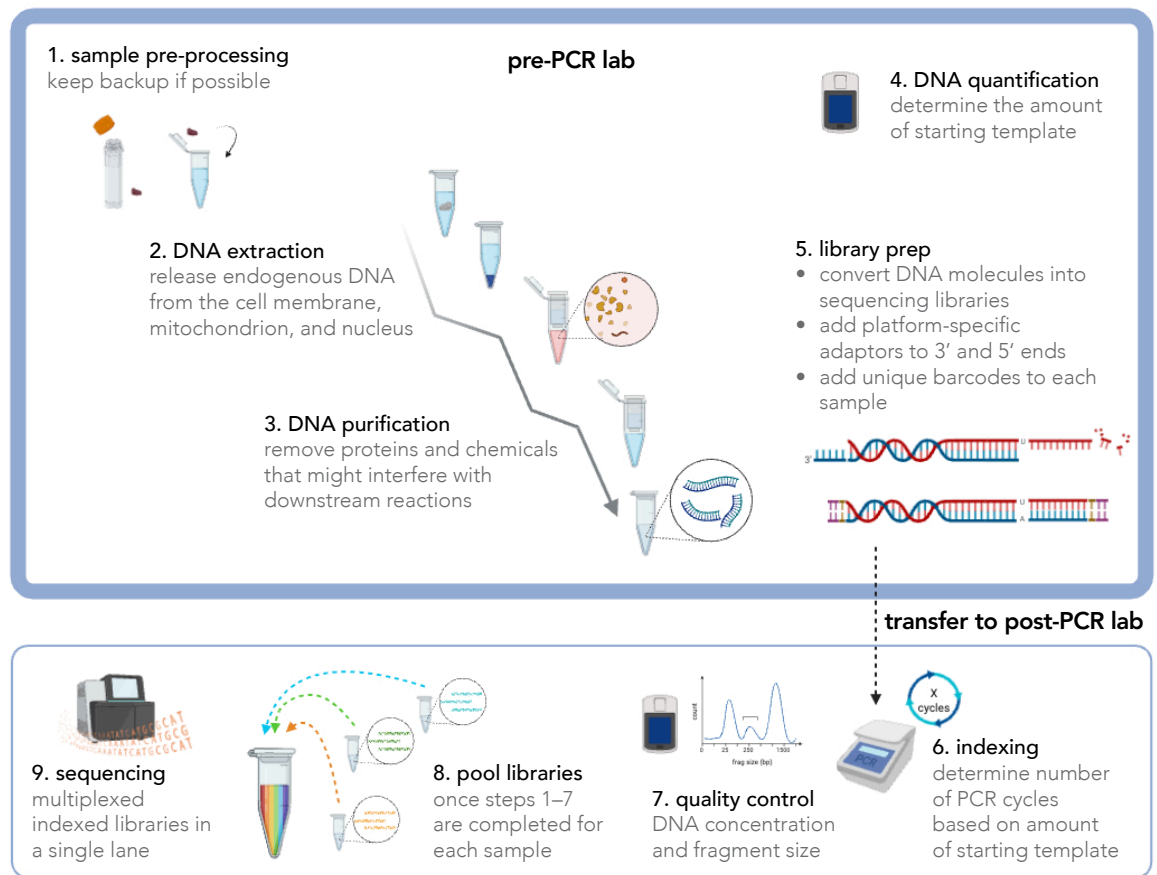 pre-PCR lab
1. sample pre-processing
keep backup if possible
2. DNA extraction
release endogenous DNA
from the cell membrane,
mitochondrion, and nucleus
3. DNA purification
remove proteins and chemicals
that might interfere with
downstream reactions
4. DNA quantification
determine the amount
of starting template
5. library prep
• convert DNA molecules into
sequencing libraries
• add platform-specific
adaptors to 3′ and 5′ ends
• add unique barcodes to each
sample
U
3'
U
A
transfer to post-PCR lab
X
cycles
PCR
6. indexing
determine number
of PCR cycles
based on amount
of starting template
count
0 25 250 1500
frag size (bp)
7. quality control
DNA concentration
and fragment size
8. pool libraries
once steps 1–7
are completed for
each sample
9. sequencing
multiplexed
indexed libraries in
a single lane